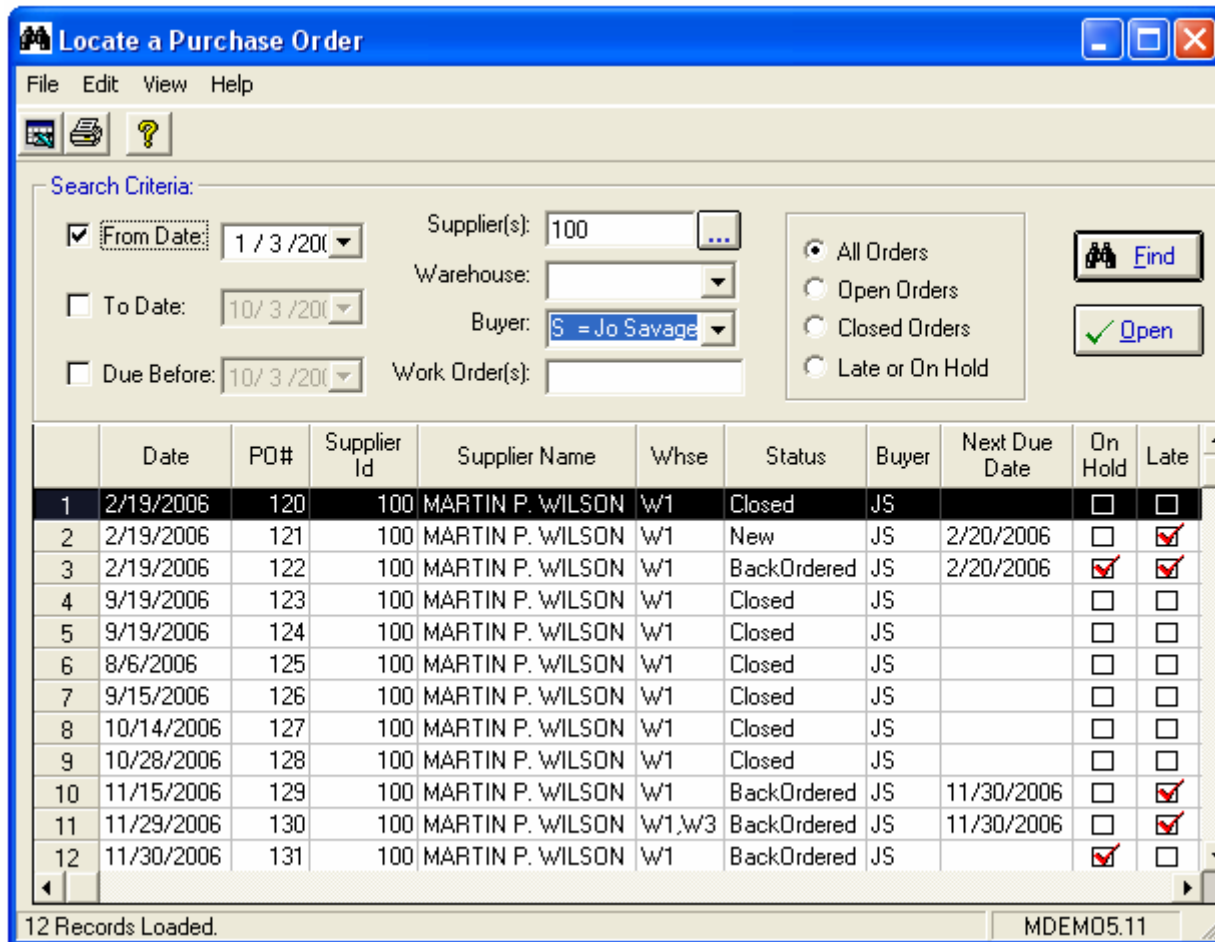 Locate a Purchase Order
File Edit View Help
Search Criteria:
From Date: 1 / 3 /200
To Date: 10/ 3 /200
Due Before: 10/ 3 /200
Supplier(s): 100 ...
Warehouse:
Buyer: S = Jo Savage
Work Order(s):
All Orders
Open Orders
Closed Orders
Late or On Hold
Find
Open
Date PO# Supplier Id Supplier Name Whse Status Buyer Next Due Date On Hold Late
1 2/19/2006 120 100 MARTIN P. WILSON W1 Closed JS
2 2/19/2006 121 100 MARTIN P. WILSON W1 New JS 2/20/2006
3 2/19/2006 122 100 MARTIN P. WILSON W1 BackOrdered JS 2/20/2006
4 9/19/2006 123 100 MARTIN P. WILSON W1 Closed JS
5 9/19/2006 124 100 MARTIN P. WILSON W1 Closed JS
6 8/6/2006 125 100 MARTIN P. WILSON W1 Closed JS
7 9/15/2006 126 100 MARTIN P. WILSON W1 Closed JS
8 10/14/2006 127 100 MARTIN P. WILSON W1 Closed JS
9 10/28/2006 128 100 MARTIN P. WILSON W1 Closed JS
10 11/15/2006 129 100 MARTIN P. WILSON W1 BackOrdered JS 11/30/2006
11 11/29/2006 130 100 MARTIN P. WILSON W1,W3 BackOrdered JS 11/30/2006
12 11/30/2006 131 100 MARTIN P. WILSON W1 BackOrdered JS
12 Records Loaded. MDEMO5.11